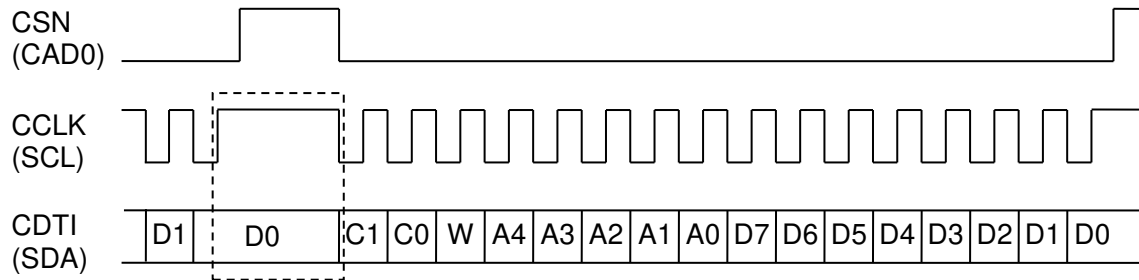 CSN
(CAD0)
CCLK
(SCL)
CDTI
(SDA)
D1 D0 C1 C0 W A4 A3 A2 A1 A0 D7 D6 D5 D4 D3 D2 D1 D0